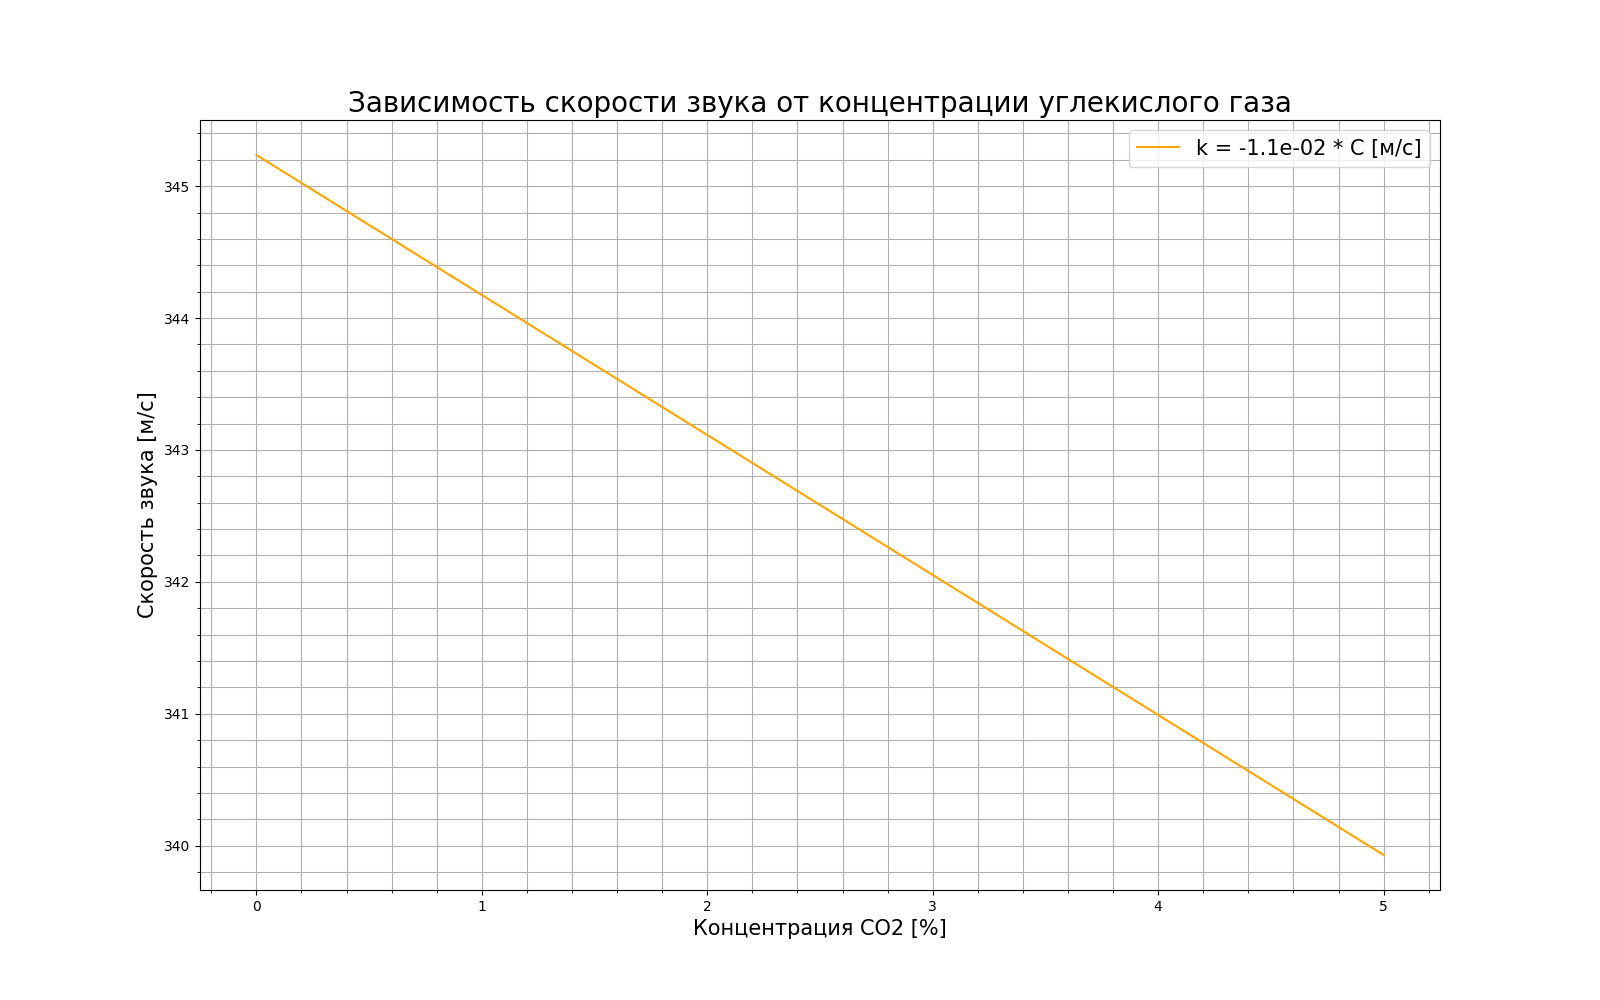 Зависимость скорости звука от концентрации углекислого газа
k = -1.1e-02 * C [м/с]
Скорость звука [м/с]
345
344
343
342
341
340
0 1 2 3 4 5
Концентрация CO2 [%]